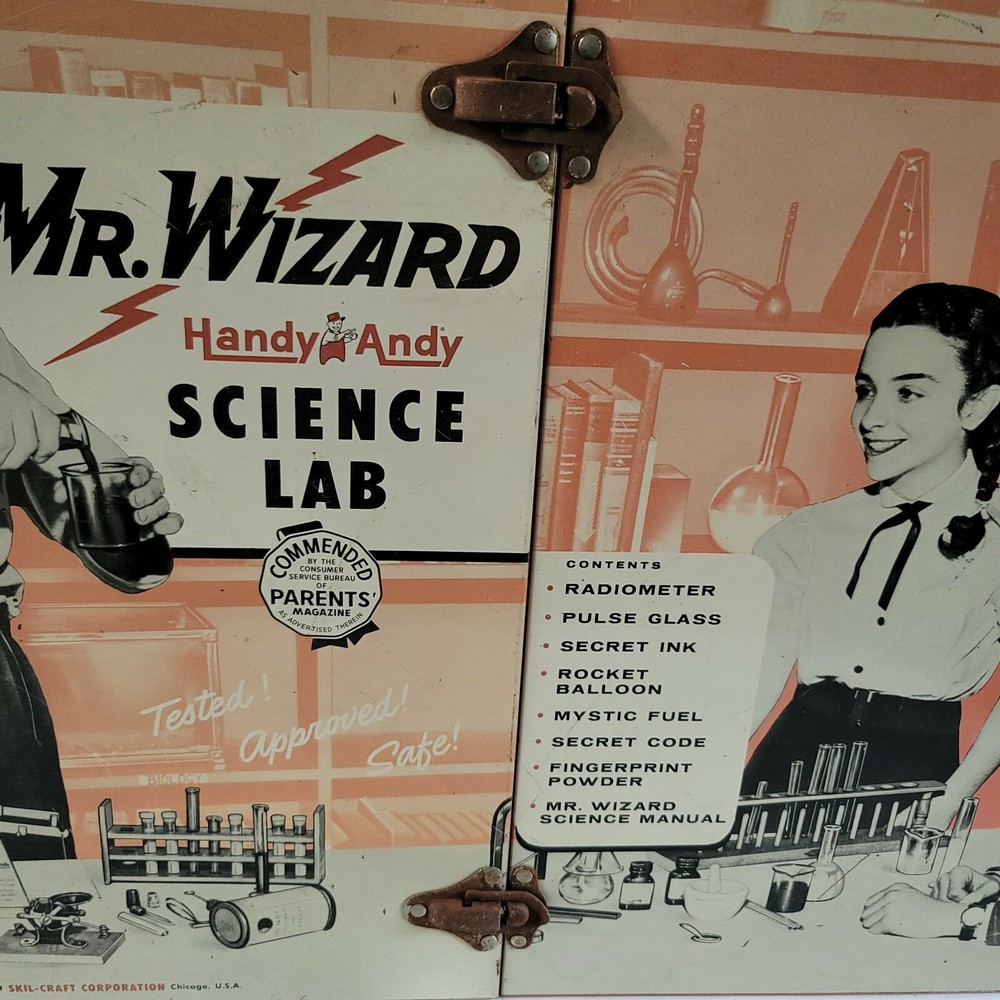 MR. WIZARD
Handy Andy
SCIENCE
LAB
COMMENDED
BY THE
CONSUMER
SERVICE BUREAU
OF
PARENTS'
MAGAZINE
AS ADVERTISED THEREIN
Tested!
Approved!
Safe!
BIOLOGY
SKIL-CRAFT CORPORATION Chicago, U.S.A.
CONTENTS
• RADIOMETER
• PULSE GLASS
• SECRET INK
• ROCKET
BALLOON
• MYSTIC FUEL
• SECRET CODE
• FINGERPRINT
POWDER
• MR. WIZARD
SCIENCE MANUAL